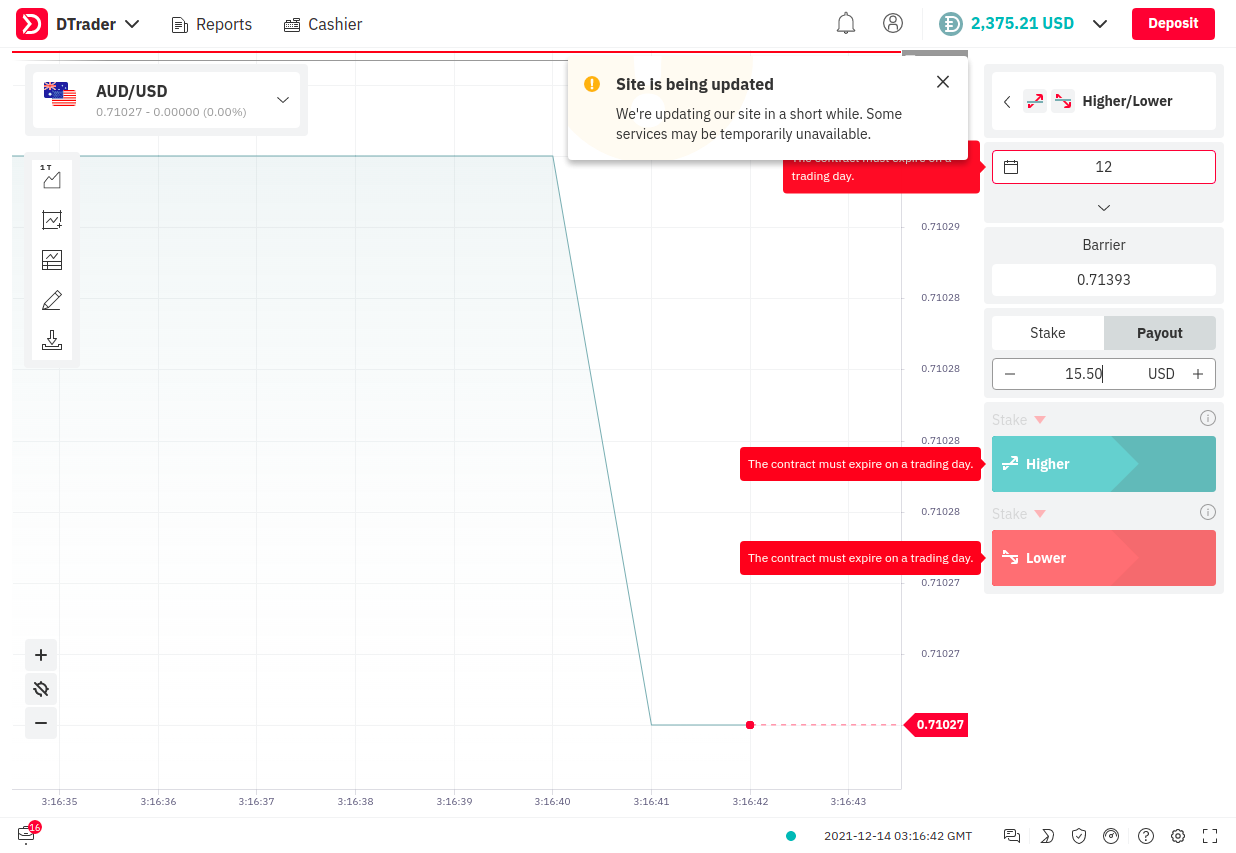 DTrader
Reports
Cashier
2,375.21 USD
Deposit
AUD/USD
0.71027 - 0.00000 (0.00%)
Site is being updated
We're updating our site in a short while. Some
services may be temporarily unavailable.
Higher/Lower
The contract must expire on a
trading day.
12
1 T
0.71029
Barrier
0.71393
0.71028
Stake
Payout
0.71028
15.50
USD
Stake
0.71028
The contract must expire on a trading day.
Higher
0.71028
Stake
The contract must expire on a trading day.
Lower
0.71027
0.71027
0.71027
3:16:35
3:16:36
3:16:37
3:16:38
3:16:39
3:16:40
3:16:41
3:16:42
3:16:43
16
2021-12-14 03:16:42 GMT